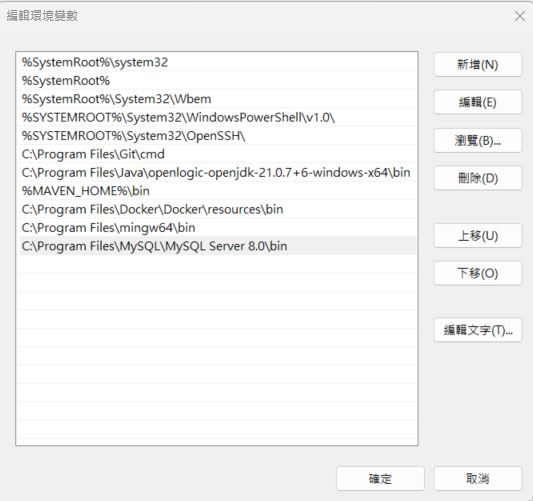 編輯環境變數
%SystemRoot%\system32
%SystemRoot%
%SystemRoot%\System32\Wbem
%SYSTEMROOT%\System32\WindowsPowerShell\v1.0\
%SYSTEMROOT%\System32\OpenSSH\
C:\Program Files\Git\cmd
C:\Program Files\Java\openlogic-openjdk-21.0.7+6-windows-x64\bin
%MAVEN_HOME%\bin
C:\Program Files\Docker\Docker\resources\bin
C:\Program Files\mingw64\bin
C:\Program Files\MySQL\MySQL Server 8.0\bin
新增(N)
編輯(E)
瀏覽(B)...
刪除(D)
上移(U)
下移(O)
編輯文字(T)...
確定
取消